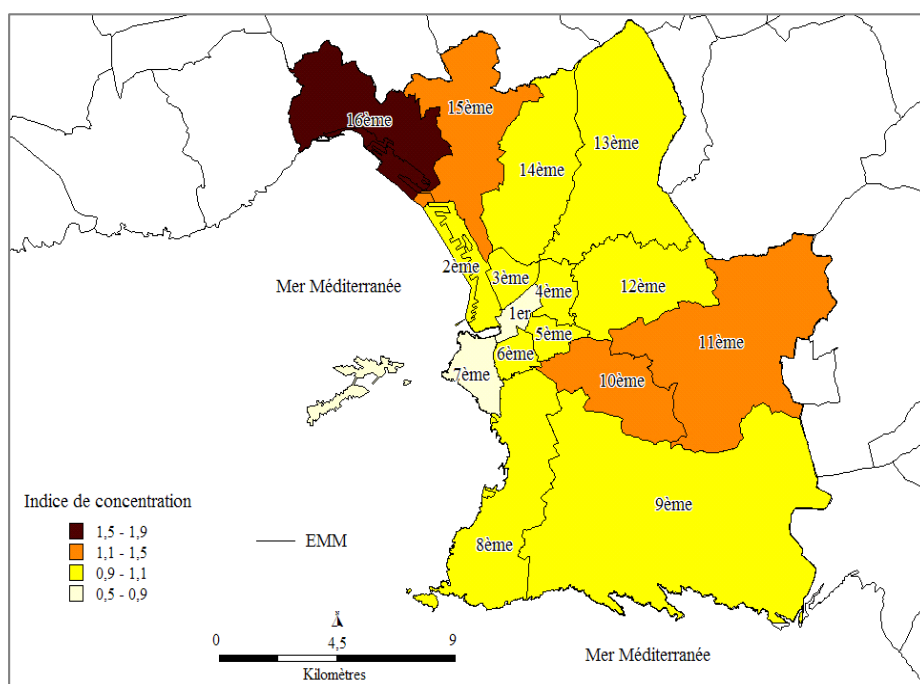 16ème
15ème
14ème
13ème
2ème
3ème
4ème
12ème
Mer Méditerranée
1er
5ème
6ème
11ème
7ème
10ème
9ème
8ème
Indice de concentration
1,5 - 1,9
1,1 - 1,5
0,9 - 1,1
0,5 - 0,9
EMM
0
4,5
9
Kilomètres
Mer Méditerranée